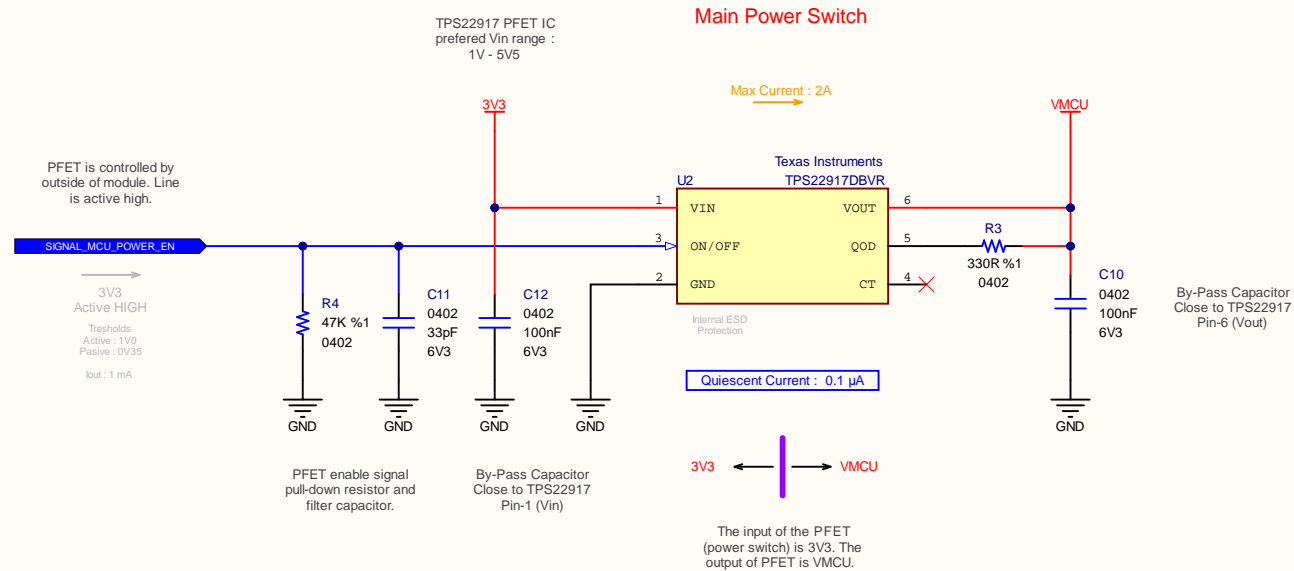 Main Power Switch
TPS22917 PFET IC
prefered Vin range :
1V - 5V5
Max Current : 2A
3V3
VMCU
PFET is controlled by
outside of module. Line
is active high.
SIGNAL_MCU_POWER_EN
3V3
Active HIGH
Tresholds
Active : 1V0
Pasive : 0V35
Iout : 1 mA
Texas Instruments
U2
TPS22917DBVR
1
VIN
VOUT
6
3
ON/OFF
QOD
5
2
GND
CT
4
R3
330R %1
0402
Internal ESD
Protection
R4
47K %1
0402
C11
0402
33pF
6V3
C12
0402
100nF
6V3
C10
0402
100nF
6V3
By-Pass Capacitor
Close to TPS22917
Pin-6 (Vout)
Quiescent Current : 0.1 µA
GND
GND
GND
GND
GND
PFET enable signal
pull-down resistor and
filter capacitor.
By-Pass Capacitor
Close to TPS22917
Pin-1 (Vin)
3V3
VMCU
The input of the PFET
(power switch) is 3V3. The
output of PFET is VMCU.